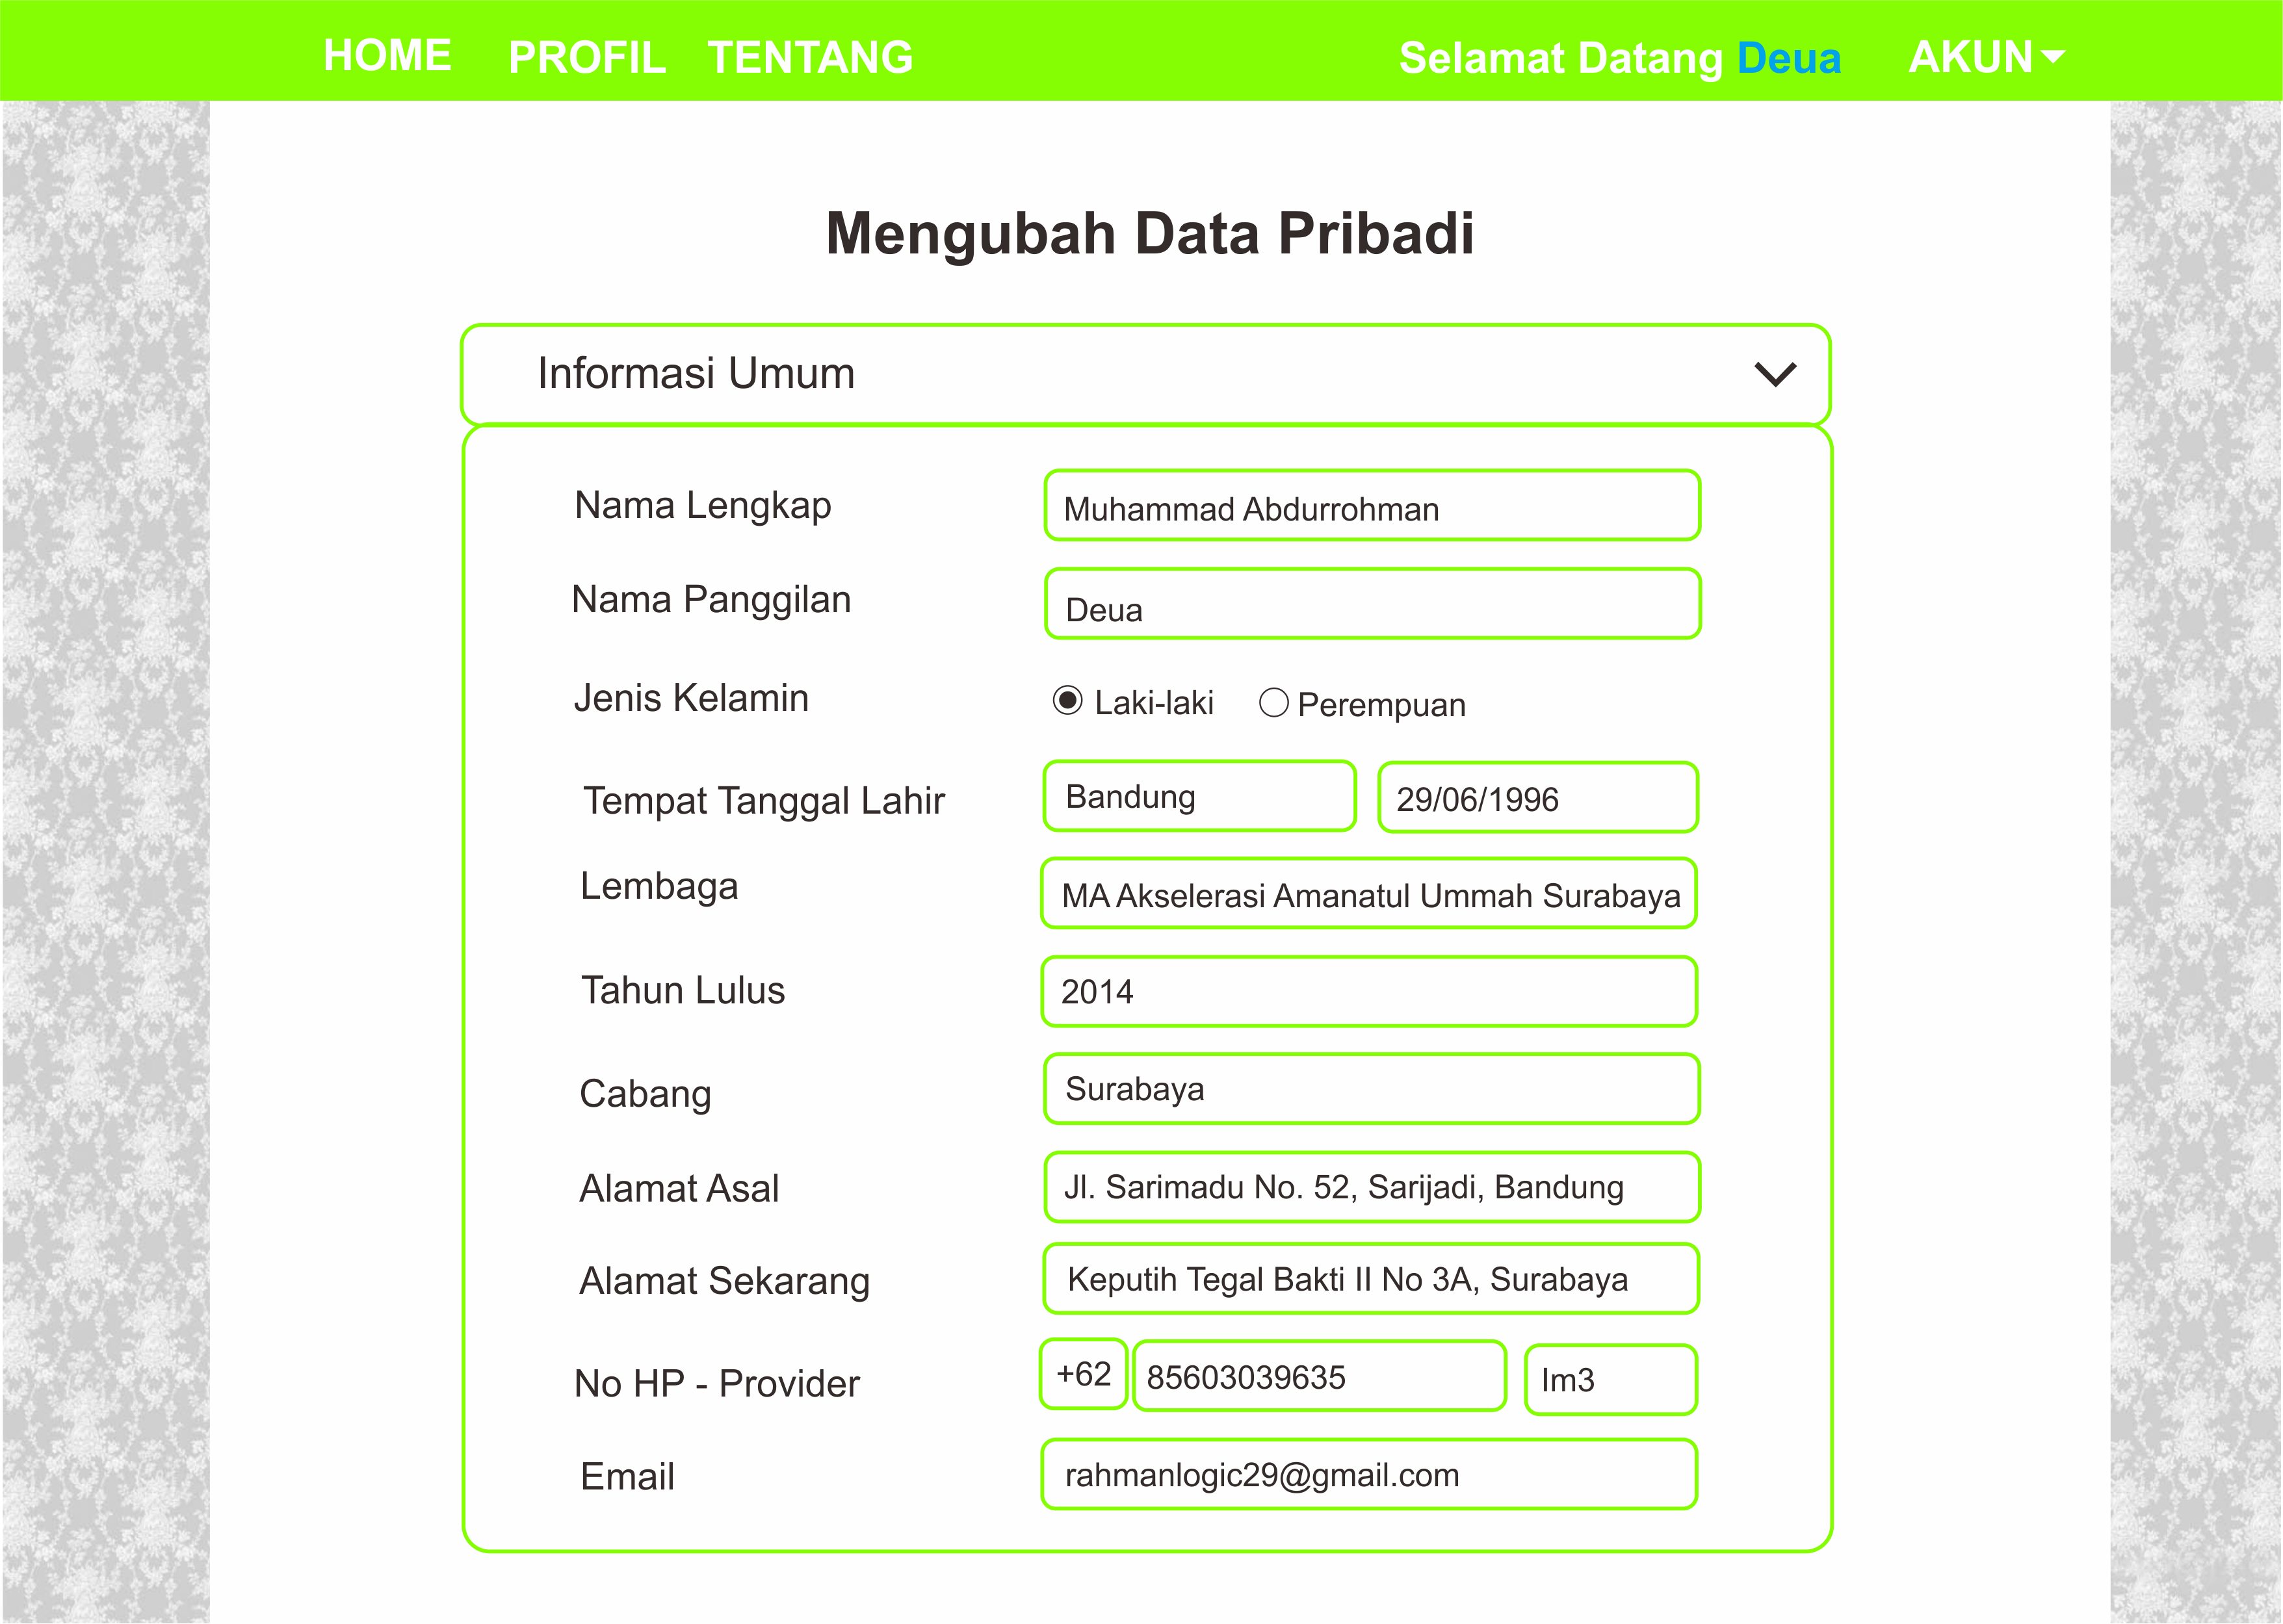 HOME PROFIL TENTANG Selamat Datang Deua AKUN
Mengubah Data Pribadi
Informasi Umum
Nama Lengkap Muhammad Abdurrohman
Nama Panggilan Deua
Jenis Kelamin Laki-laki Perempuan
Tempat Tanggal Lahir Bandung 29/06/1996
Lembaga MA Akselerasi Amanatul Ummah Surabaya
Tahun Lulus 2014
Cabang Surabaya
Alamat Asal Jl. Sarimadu No. 52, Sarijadi, Bandung
Alamat Sekarang Keputih Tegal Bakti II No 3A, Surabaya
No HP - Provider +62 85603039635 Im3
Email rahmanlogic29@gmail.com